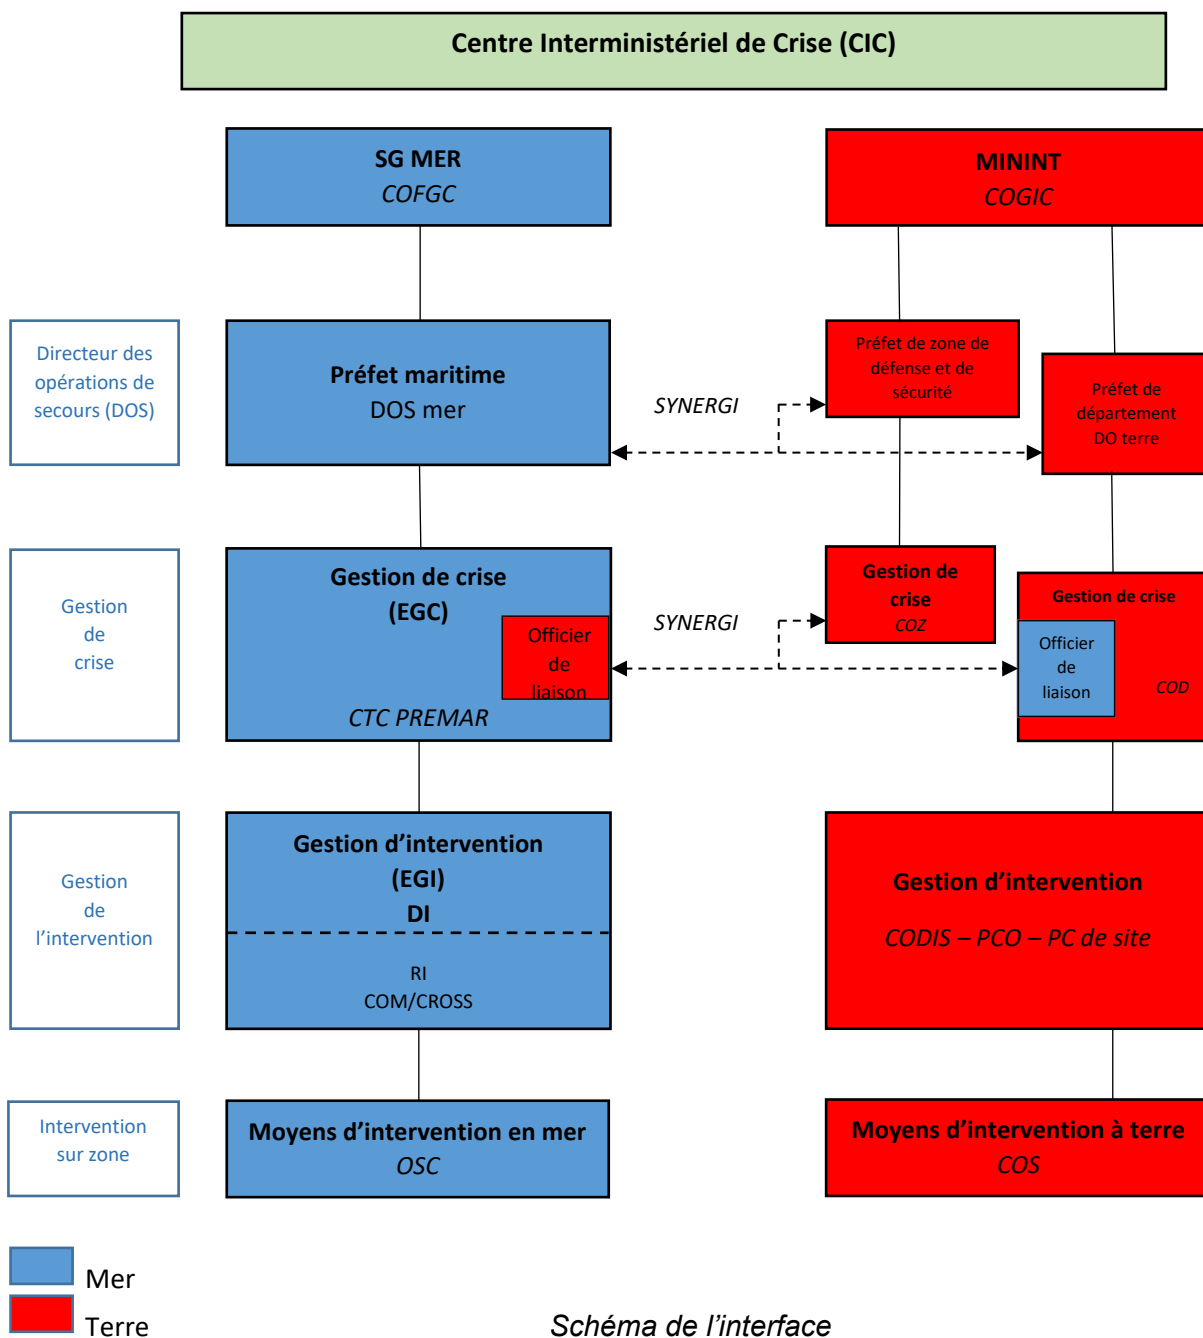 Centre Interministériel de Crise (CIC)
SG MER
COFGC
MININT
COGIC
Directeur des
opérations de
secours (DOS)
Préfet maritime
DOS mer
SYNERGI
Préfet de zone de
défense et de
sécurité
Préfet de
département
DO terre
Gestion
de
crise
Gestion de crise
(EGC)
Officier
de
liaison
CTC PREMAR
SYNERGI
Gestion de
crise
COZ
Gestion de crise
Officier
de
liaison
COD
Gestion
de
l’intervention
Gestion d’intervention
(EGI)
DI
RI
COM/CROSS
Gestion d’intervention
CODIS – PCO – PC de site
Intervention
sur zone
Moyens d’intervention en mer
OSC
Moyens d’intervention à terre
COS
Mer
Terre
Schéma de l’interface